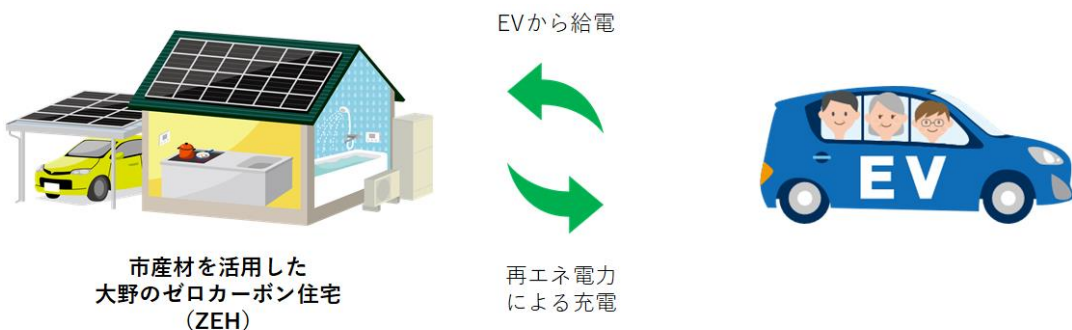 EVから給電
EV
市産材を活用した
大野のゼロカーボン住宅
（ZEH）
再エネ電力
による充電